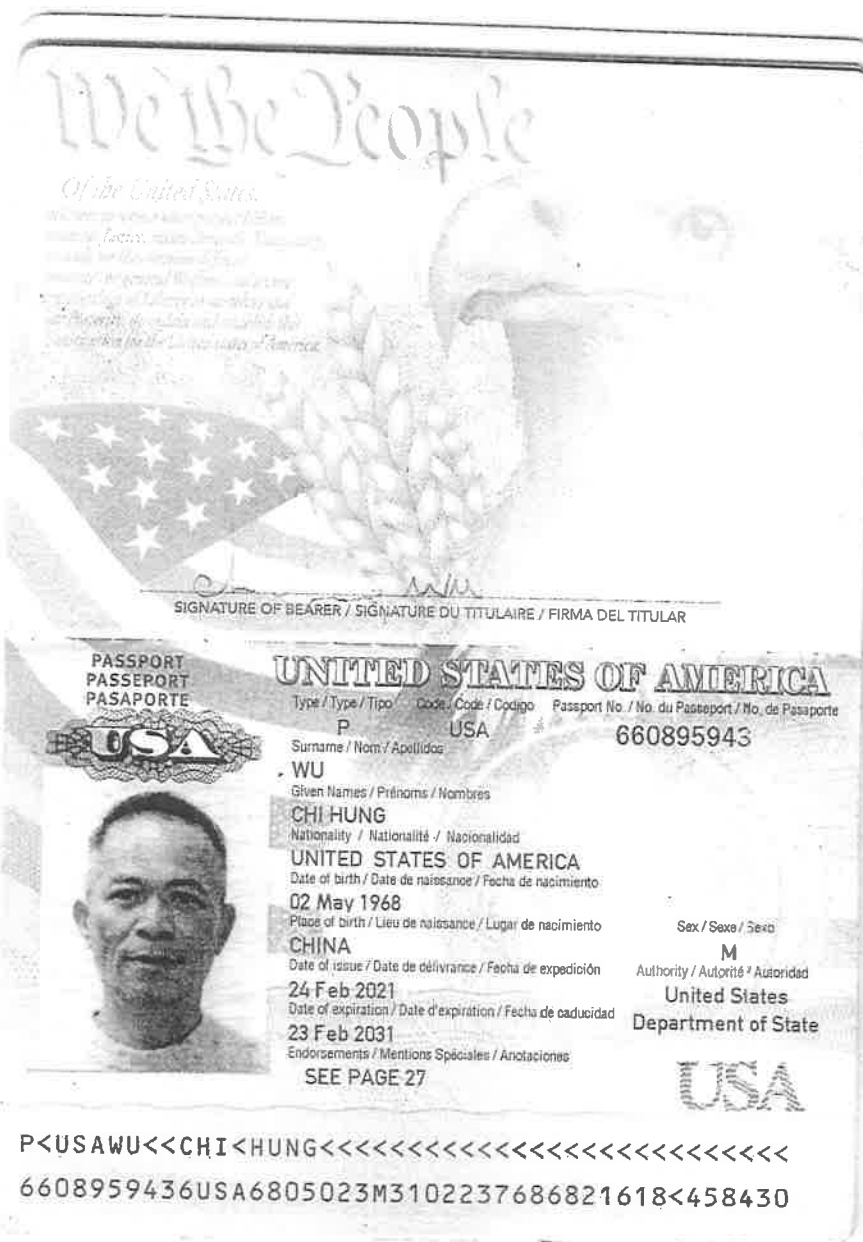 We the People
Of the United States,
SIGNATURE OF BEARER / SIGNATURE DU TITULAIRE / FIRMA DEL TITULAR
PASSPORT
PASSEPORT
PASAPORTE
USA
UNITED STATES OF AMERICA
Type / Type / Tipo Code / Code / Codigo Passport No. / No. du Passeport / No. de Pasaporte
P USA 660895943
Surname / Nom / Apellidos
WU
Given Names / Prénoms / Nombres
CHI HUNG
Nationality / Nationalité / Nacionalidad
UNITED STATES OF AMERICA
Date of birth / Date de naissance / Fecha de nacimiento
02 May 1968
Place of birth / Lieu de naissance / Lugar de nacimiento Sex / Sexe / Sexo
CHINA M
Date of issue / Date de délivrance / Fecha de expedición Authority / Autorité / Autoridad
24 Feb 2021 United States
Date of expiration / Date d'expiration / Fecha de caducidad Department of State
23 Feb 2031
Endorsements / Mentions Spéciales / Anotaciones
SEE PAGE 27
USA
P<USAWU<<CHI<HUNG<<<<<<<<<<<<<<<<<<<<<<<<<<<
6608959436USA6805023M3102237686821618<458430